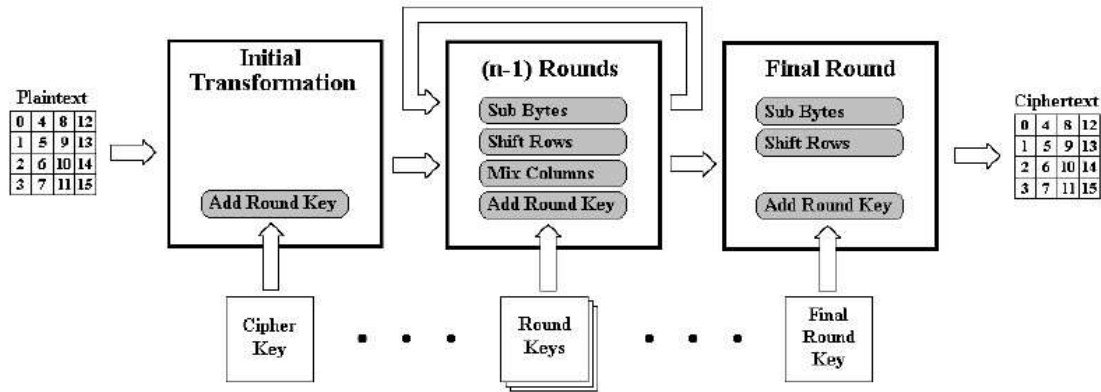 Initial
Transformation
(n-1) Rounds
Final Round
Plaintext
0 4 8 12
1 5 9 13
2 6 10 14
3 7 11 15
Add Round Key
Sub Bytes
Shift Rows
Mix Columns
Add Round Key
Sub Bytes
Shift Rows
Add Round Key
Ciphertext
0 4 8 12
1 5 9 13
2 6 10 14
3 7 11 15
Cipher
Key
Round
Keys
Final
Round
Key